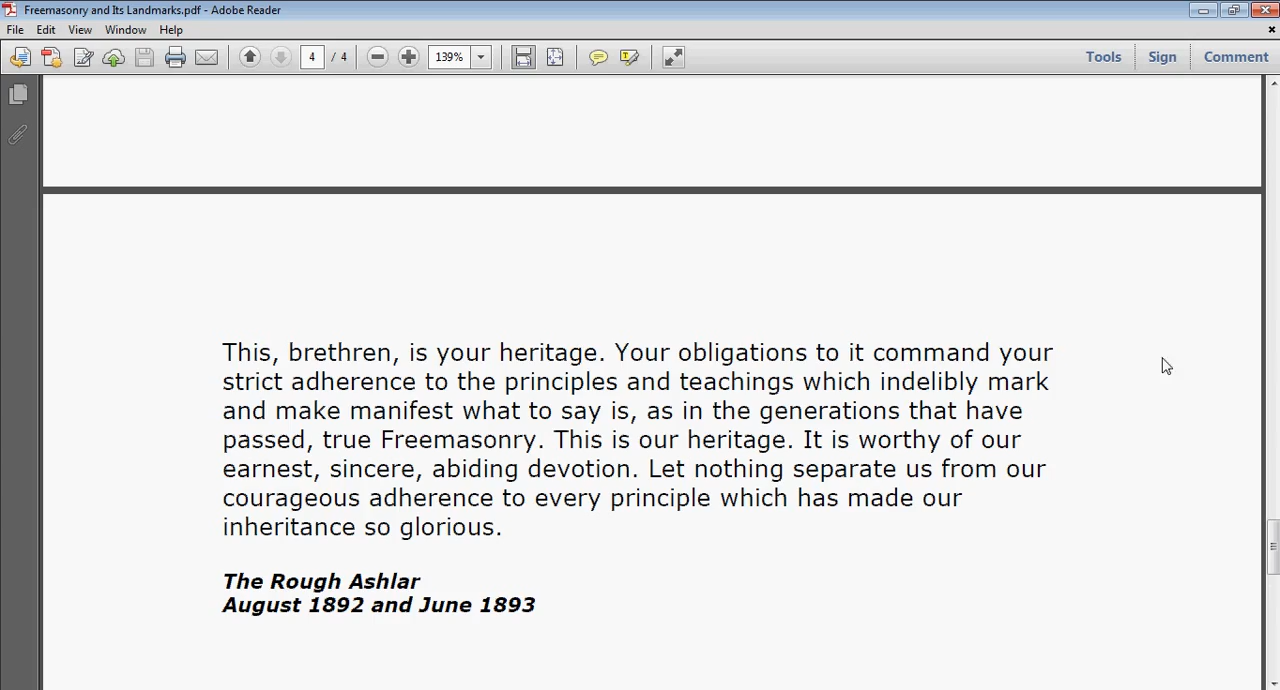 Freemasonry and Its Landmarks.pdf - Adobe Reader
File Edit View Window Help
4 / 4 139% Tools Sign Comment
This, brethren, is your heritage. Your obligations to it command your
strict adherence to the principles and teachings which indelibly mark
and make manifest what to say is, as in the generations that have
passed, true Freemasonry. This is our heritage. It is worthy of our
earnest, sincere, abiding devotion. Let nothing separate us from our
courageous adherence to every principle which has made our
inheritance so glorious.
The Rough Ashlar
August 1892 and June 1893